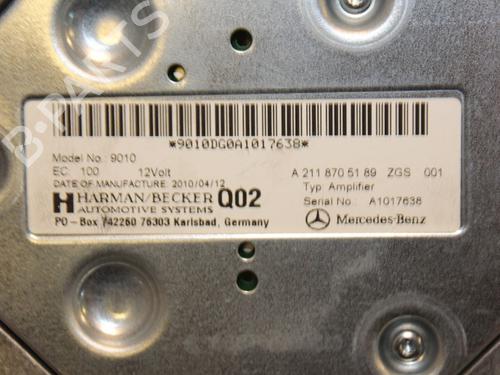 B-PARTS
*9010DG0A1017638*
Model No.: 9010
EC: 100 12Volt
A 211 870 51 89 ZGS 001
DATE OF MANUFACTURE: 2010/04/12
Typ: Amplifier
HARMAN/BECKER Q02
AUTOMOTIVE SYSTEMS
Serial No.: A1017638
PO-Box 742260 76303 Karlsbad, Germany
Mercedes-Benz